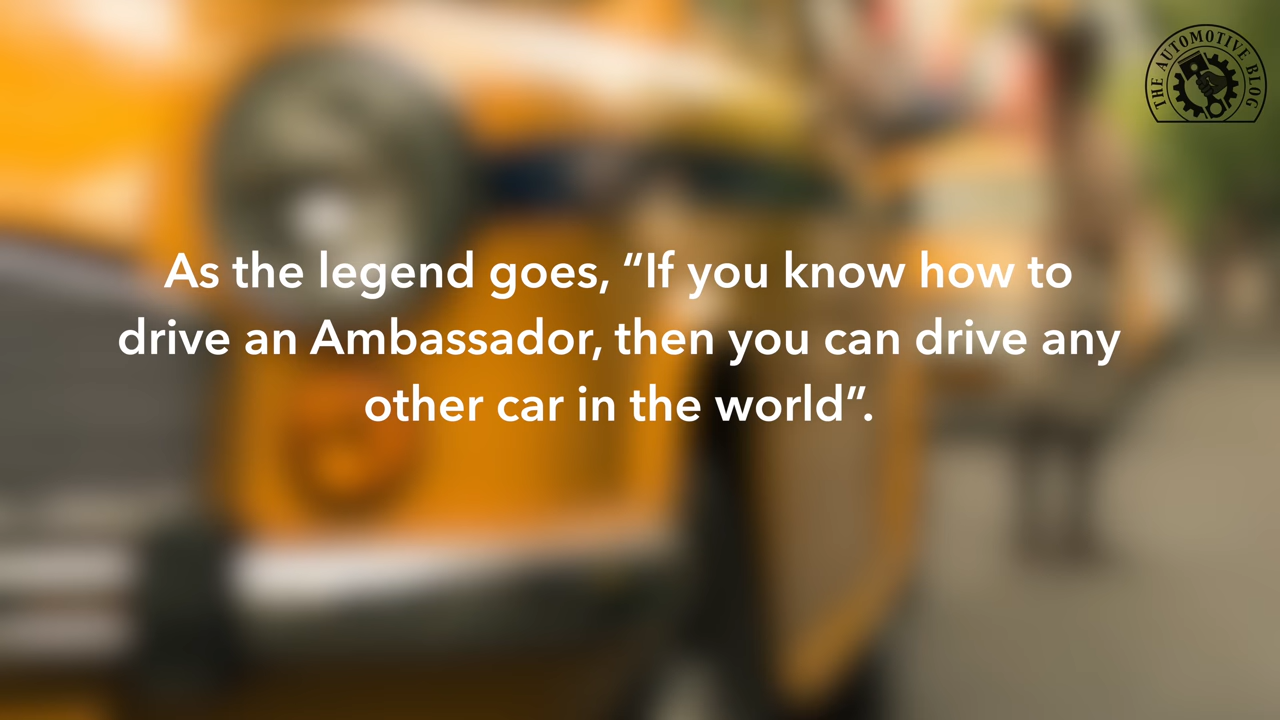 THE AUTOMOTIVE BLOG
As the legend goes, “If you know how to
drive an Ambassador, then you can drive any
other car in the world”.